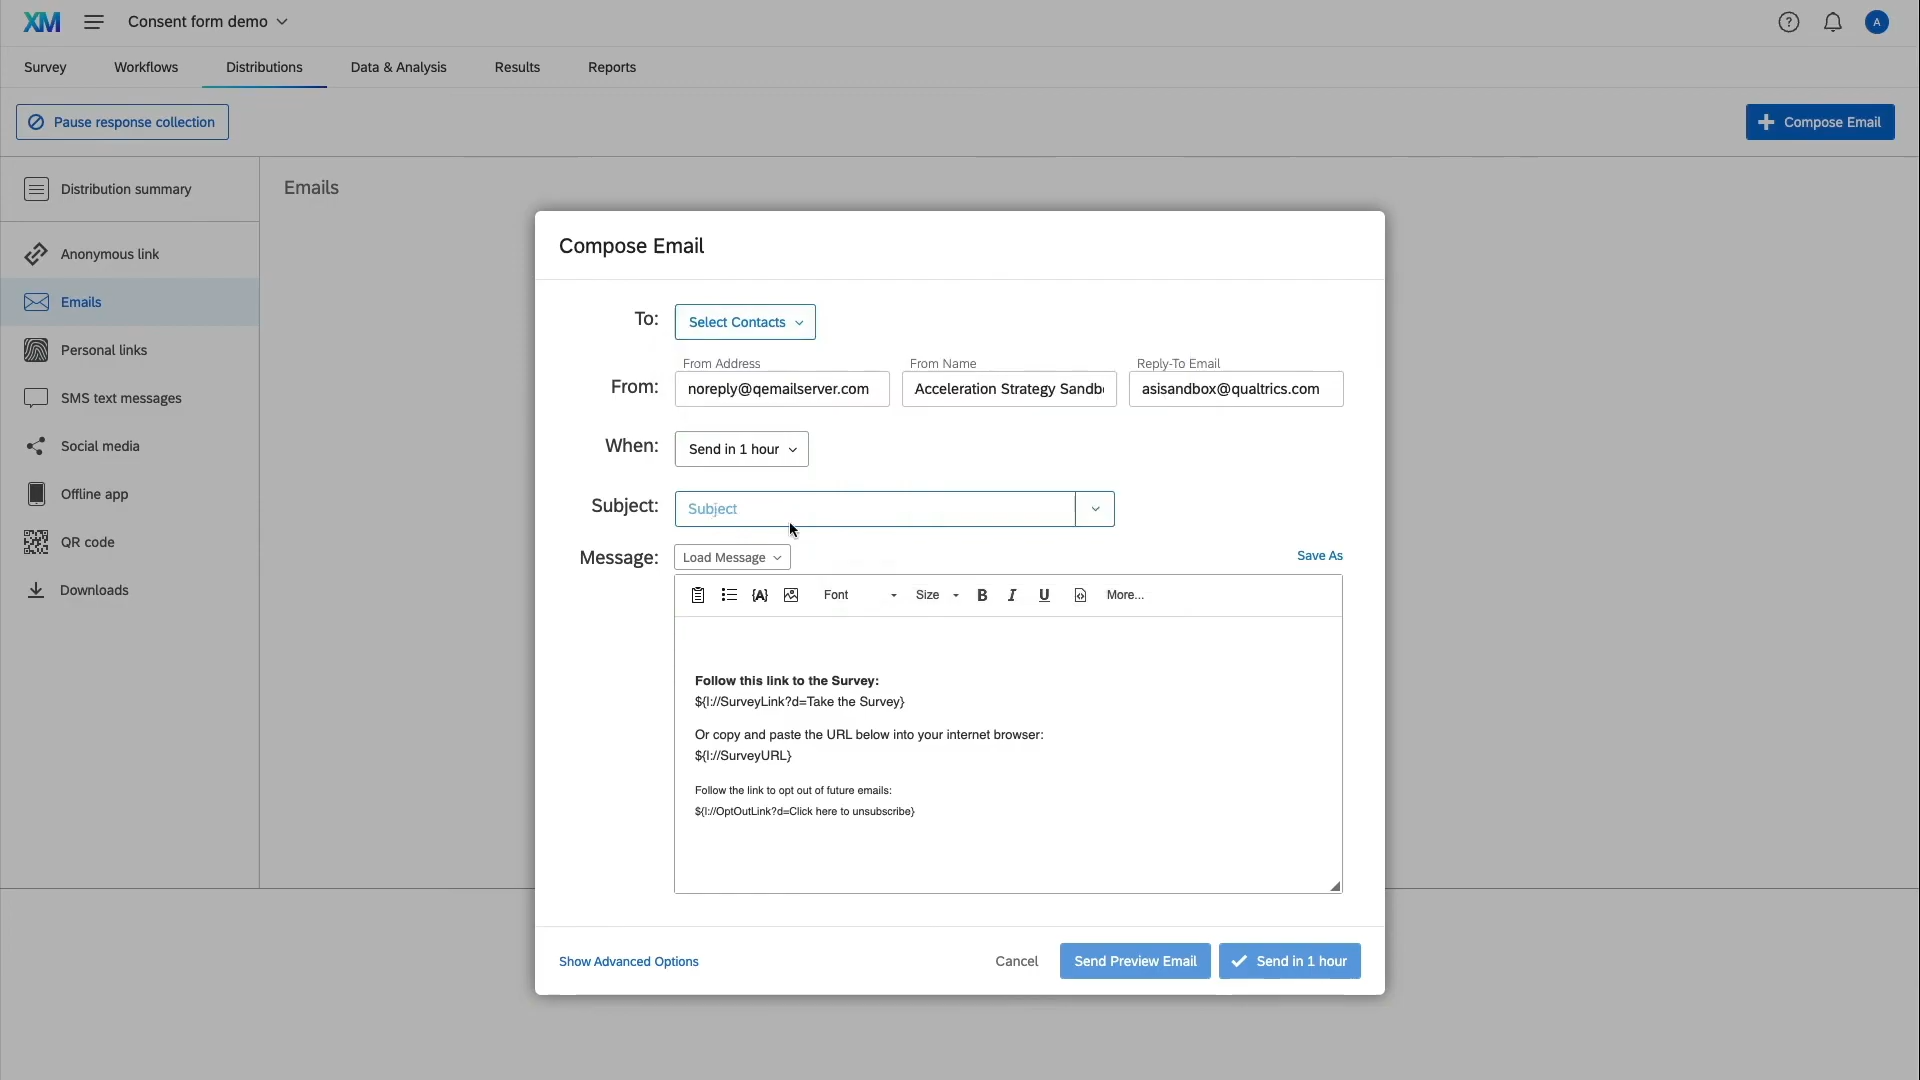 XM
Consent form demo
A
Survey
Workflows
Distributions
Data & Analysis
Results
Reports
Pause response collection
Compose Email
Distribution summary
Anonymous link
Emails
Personal links
SMS text messages
Social media
Offline app
QR code
Downloads
Emails
Compose Email
To:
Select Contacts
From Address
From Name
Reply-To Email
From:
noreply@qemailserver.com
Acceleration Strategy Sandb
asisandbox@qualtrics.com
When:
Send in 1 hour
Subject:
Subject
Message:
Load Message
Save As
{A}
Font
Size
B
I
U
More...
Follow this link to the Survey:
${l://SurveyLink?d=Take the Survey}
Or copy and paste the URL below into your internet browser:
${l://SurveyURL}
Follow the link to opt out of future emails:
${l://OptOutLink?d=Click here to unsubscribe}
Show Advanced Options
Cancel
Send Preview Email
Send in 1 hour